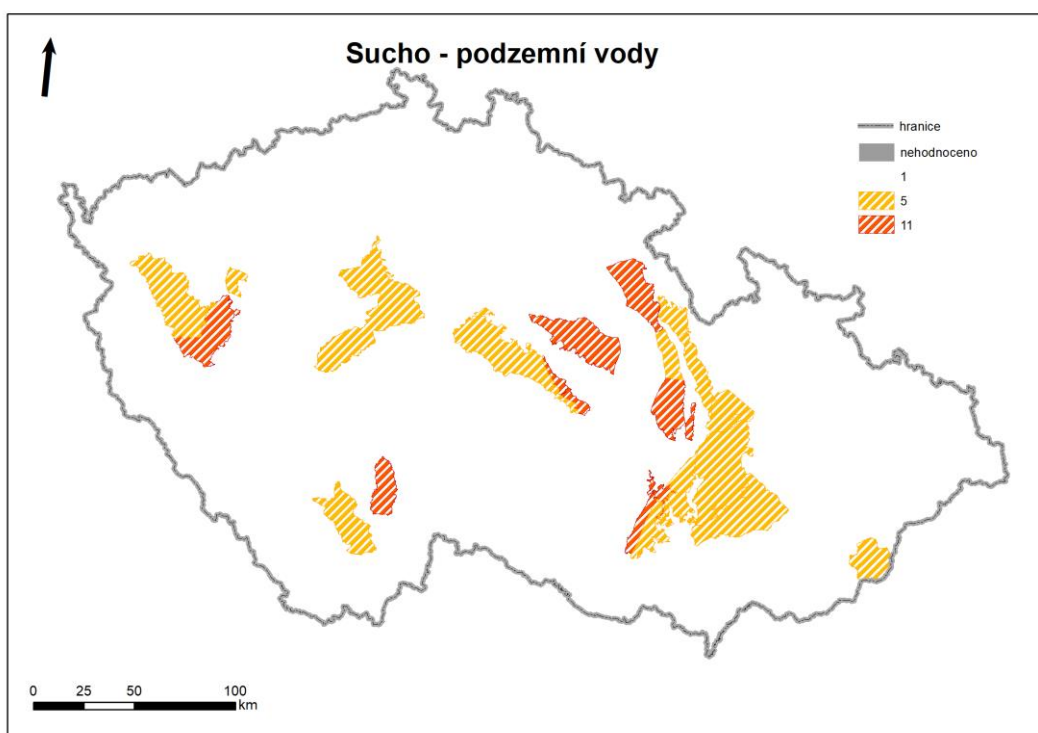 Sucho - podzemní vody
hranice
nehodnoceno
1
5
11
0 25 50 100
km